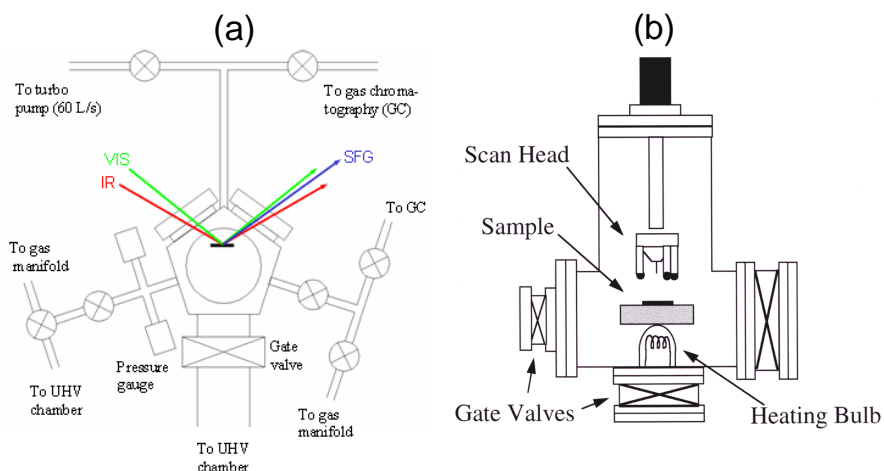 (a)
To turbo
pump (60 L/s)
To gas chroma-
tography (GC)
VIS
IR
SFG
To GC
To gas
manifold
Pressure
gauge
Gate
valve
To UHV
chamber
To gas
manifold
To UHV
chamber
(b)
Scan Head
Sample
Gate Valves
Heating Bulb